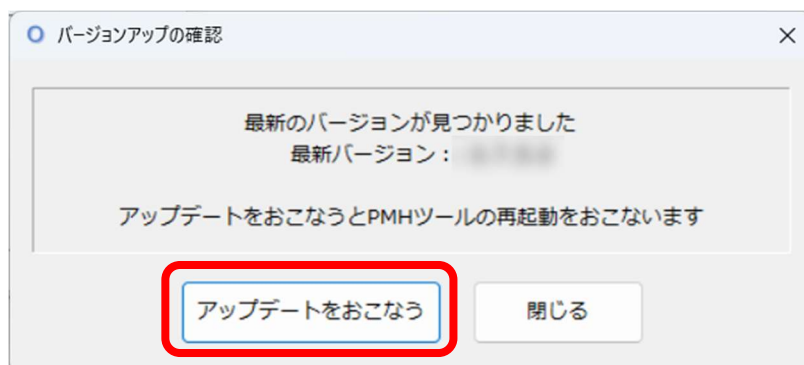 バージョンアップの確認
最新のバージョンが見つかりました
最新バージョン：
アップデートをおこなうとPMHツールの再起動をおこないます
アップデートをおこなう
閉じる